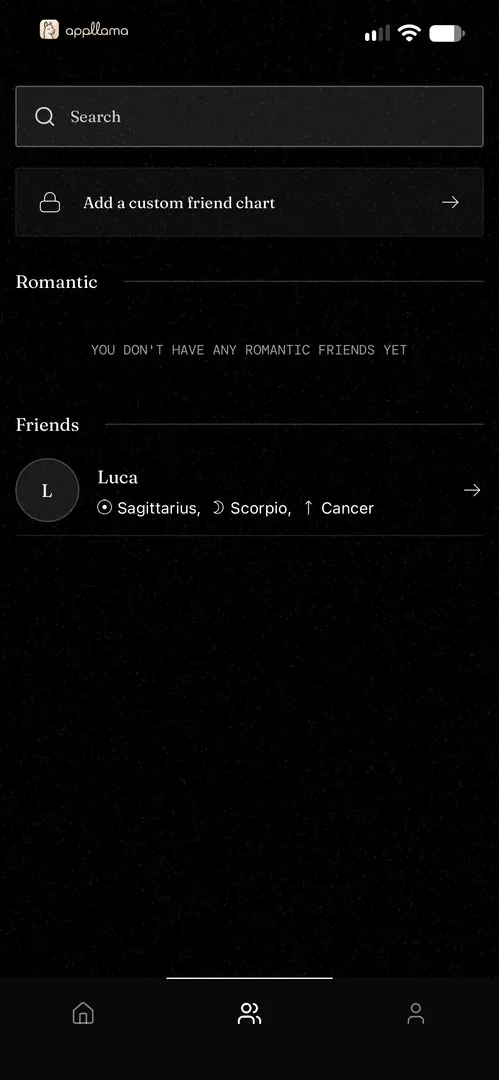 appllama
Search
Add a custom friend chart
Romantic
YOU DON'T HAVE ANY ROMANTIC FRIENDS YET
Friends
L
Luca
☉ Sagittarius, ☽ Scorpio, ↑ Cancer